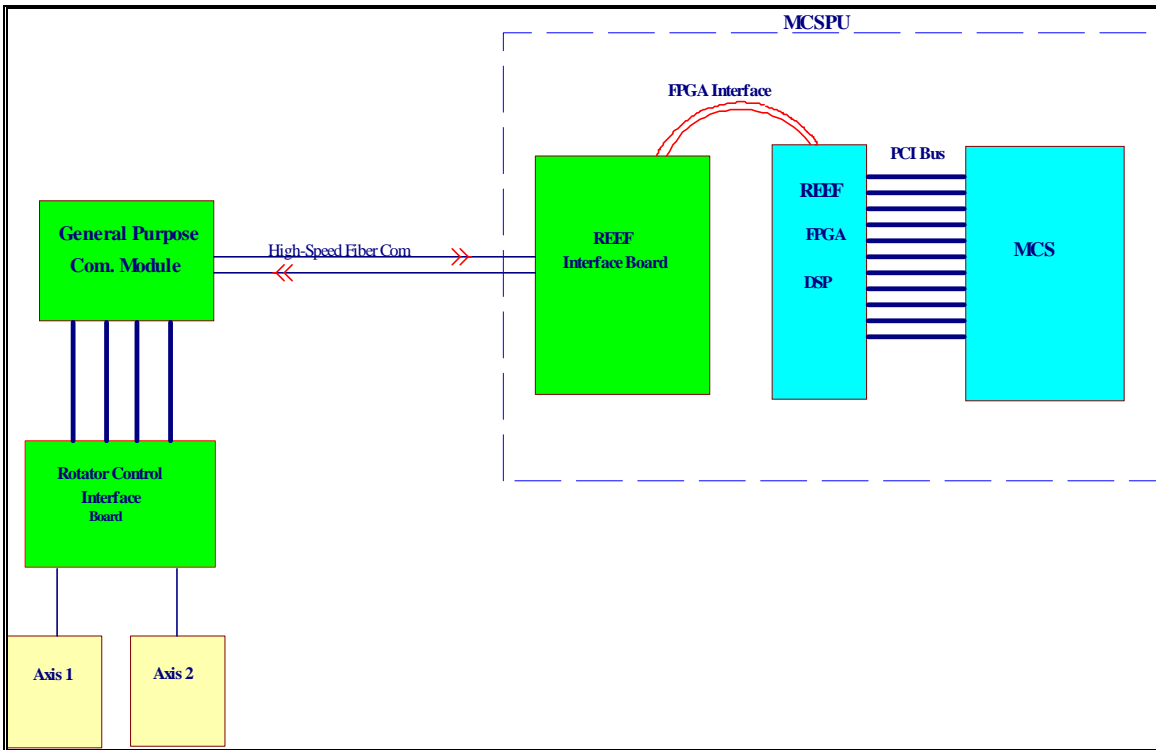 MCSPU
FPGA Interface
PCI Bus
REEF
FPGA
DSP
MCS
REEF
Interface Board
General Purpose
Com. Module
High-Speed Fiber Com
Rotator Control
Interface
Board
Axis 1
Axis 2